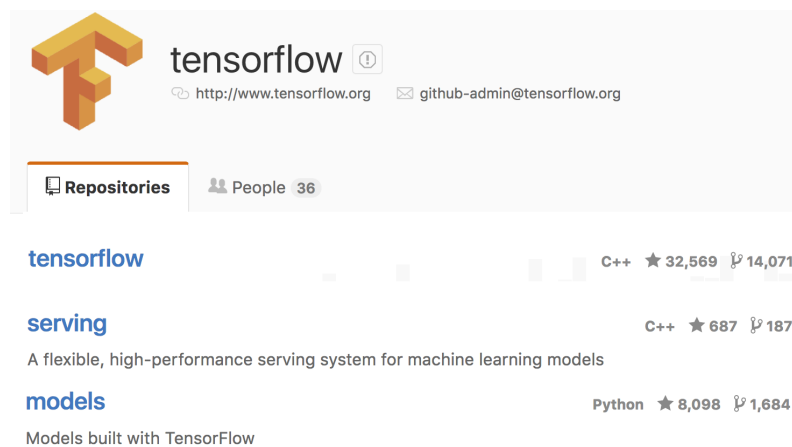 tensorflow
http://www.tensorflow.org github-admin@tensorflow.org
Repositories People 36
tensorflow C++ 32,569 14,071
serving C++ 687 187
A flexible, high-performance serving system for machine learning models
models Python 8,098 1,684
Models built with TensorFlow